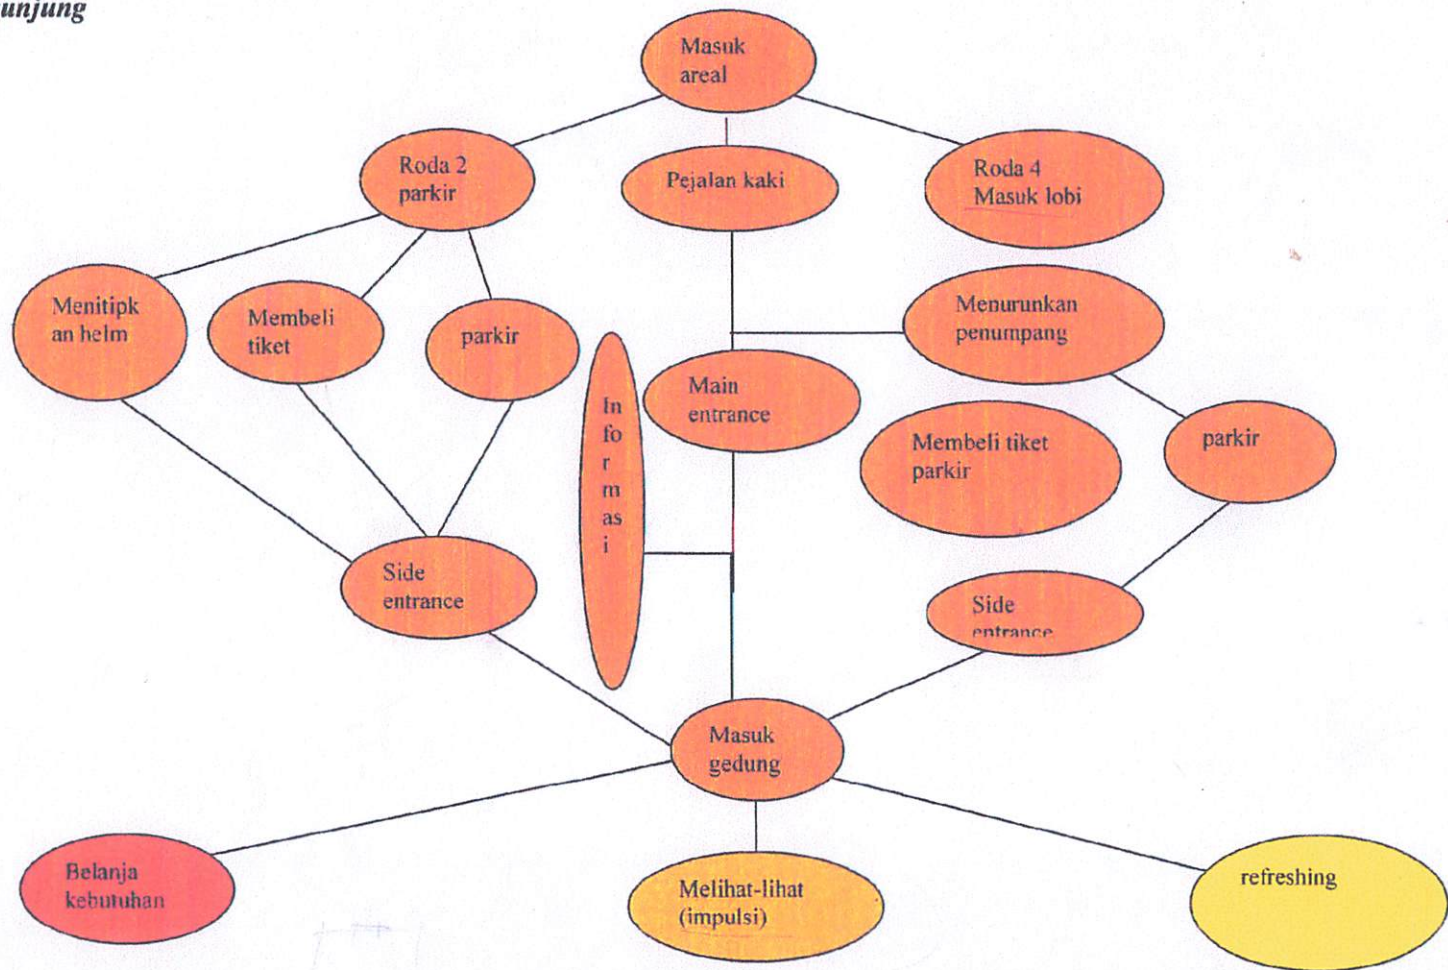 unjung
Masuk
areal
Roda 2
parkir
Pejalan kaki
Roda 4
Masuk lobi
Menitipk
an helm
Membeli
tiket
parkir
Menurunkan
penumpang
In
fo
r
m
as
i
Main
entrance
Membeli tiket
parkir
parkir
Side
entrance
Side
entrance
Masuk
gedung
Belanja
kebutuhan
Melihat-lihat
(impulsi)
refreshing